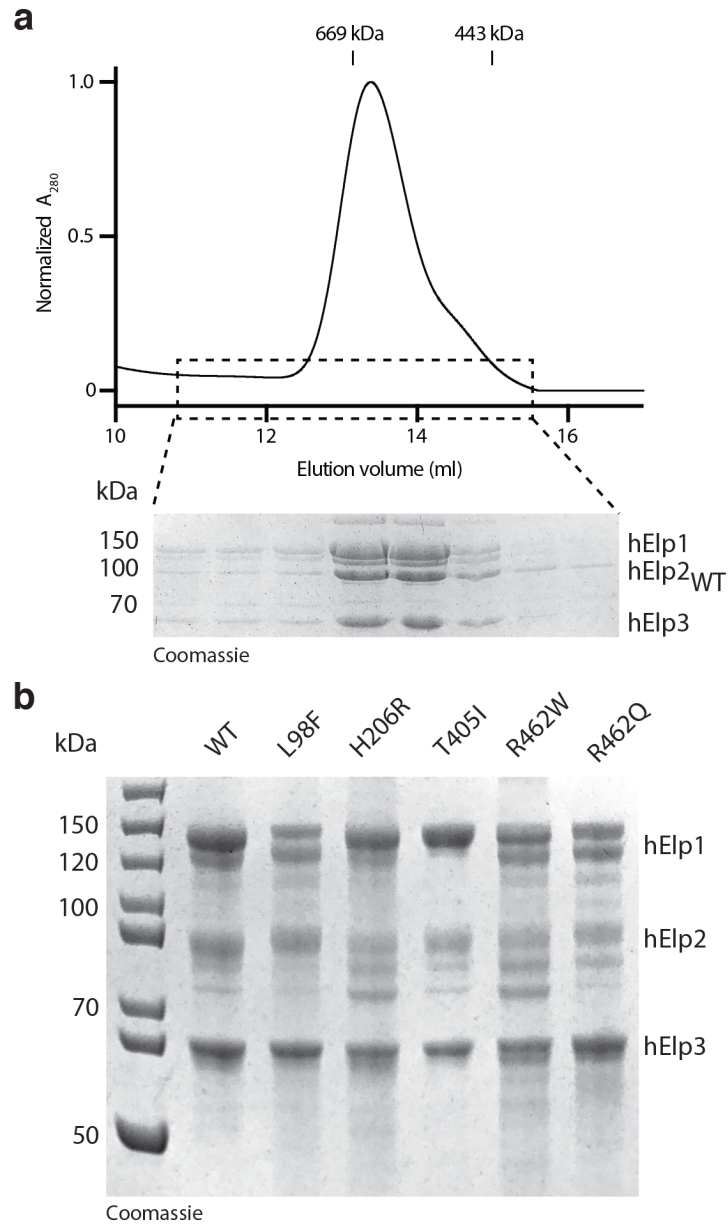 a
669 kDa 443 kDa
1.0
Normalized A280
0.5
0
10 12 14 16
Elution volume (ml)
kDa
150 hElp1
100 hElp2WT
70 hElp3
Coomassie
b
kDa WT L98F H206R T405I R462W R462Q
150
hElp1
120
100
hElp2
70
hElp3
50
Coomassie